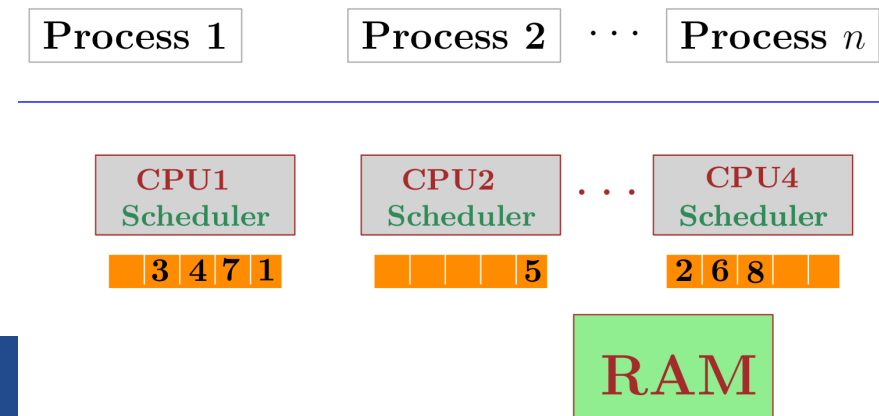 Process 1 Process 2 · · · Process n
CPU1 CPU2 · · · CPU4
Scheduler Scheduler Scheduler
3 4 7 1 5 2 6 8
RAM